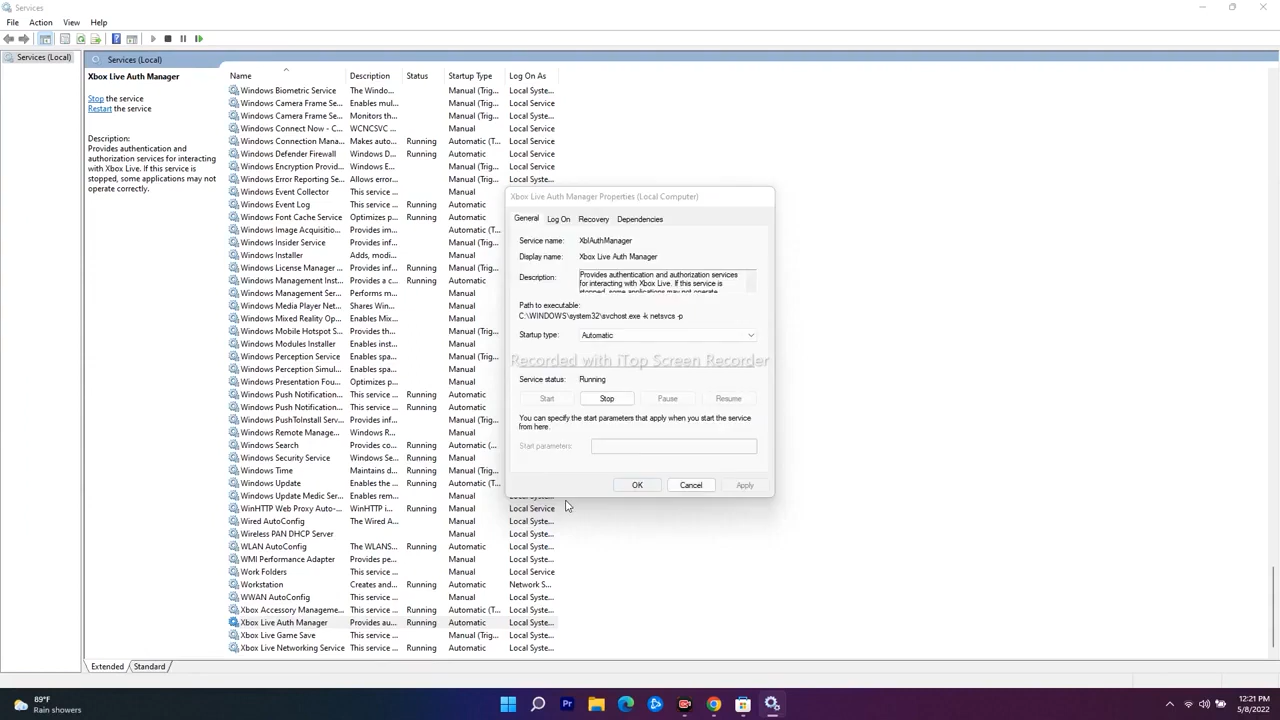 Services
File Action View Help
Services (Local)
Services (Local)
Xbox Live Auth Manager
Stop the service
Restart the service
Description:
Provides authentication and
authorization services for interacting
with Xbox Live. If this service is
stopped, some applications may not
operate correctly.
Name Description Status Startup Type Log On As
Windows Biometric Service The Windo... Manual (Trig... Local Syste...
Windows Camera Frame Se... Enables mul... Manual (Trig... Local Service
Windows Camera Frame Se... Monitors th... Manual (Trig... Local Syste...
Windows Connect Now - C... WCNCSVC ... Manual Local Service
Windows Connection Mana... Makes auto... Running Automatic (T... Local Service
Windows Defender Firewall Windows D... Running Automatic Local Service
Windows Encryption Provid... Windows E... Manual (Trig... Local Service
Windows Error Reporting Se... Allows error... Manual (Trig... Local Syste...
Windows Event Collector This service ... Manual
Windows Event Log This service ... Running Automatic
Windows Font Cache Service Optimizes p... Running Automatic
Windows Image Acquisitio... Provides im... Automatic (T...
Windows Insider Service Provides inf... Manual (Trig...
Windows Installer Adds, modi... Manual
Windows License Manager ... Provides inf... Running Manual (Trig...
Windows Management Inst... Provides a c... Running Automatic
Windows Management Ser... Performs m... Manual
Windows Media Player Net... Shares Win... Manual
Windows Mixed Reality Op... Enables Mix... Manual
Windows Mobile Hotspot S... Provides th... Manual (Trig...
Windows Modules Installer Enables inst... Manual
Windows Perception Service Enables spa... Manual (Trig...
Windows Perception Simul... Enables spa... Manual
Windows Presentation Fou... Optimizes p... Manual
Windows Push Notification... This service ... Running Automatic
Windows Push Notification... This service ... Running Automatic
Windows PushToInstall Serv... Provides inf... Manual (Trig...
Windows Remote Manage... Windows R... Manual
Windows Search Provides co... Running Automatic (...
Windows Security Service Windows Se... Running Manual
Windows Time Maintains d... Running Manual (Trig...
Windows Update Enables the ... Running Automatic (T...
Windows Update Medic Ser... Enables rem... Manual Local Syste...
WinHTTP Web Proxy Auto-... WinHTTP i... Running Manual Local Service
Wired AutoConfig The Wired A... Manual Local Syste...
Wireless PAN DHCP Server Manual Local Syste...
WLAN AutoConfig The WLANS... Running Automatic Local Syste...
WMI Performance Adapter Provides pe... Manual Local Syste...
Work Folders This service ... Manual Local Service
Workstation Creates and... Running Automatic Network S...
WWAN AutoConfig This service ... Manual Local Syste...
Xbox Accessory Manageme... This service ... Running Automatic (T... Local Syste...
Xbox Live Auth Manager Provides au... Running Automatic Local Syste...
Xbox Live Game Save This service ... Manual (Trig... Local Syste...
Xbox Live Networking Service This service ... Running Automatic Local Syste...
Xbox Live Auth Manager Properties (Local Computer)
General Log On Recovery Dependencies
Service name: XblAuthManager
Display name: Xbox Live Auth Manager
Description: Provides authentication and authorization services
for interacting with Xbox Live. If this service is
stopped, some applications may not operate
Path to executable:
C:\WINDOWS\system32\svchost.exe -k netsvcs -p
Startup type: Automatic
Recorded with iTop Screen Recorder
Service status: Running
Start Stop Pause Resume
You can specify the start parameters that apply when you start the service
from here.
Start parameters:
OK Cancel Apply
Extended Standard
89°F
Rain showers
Pr
12:21 PM
5/8/2022